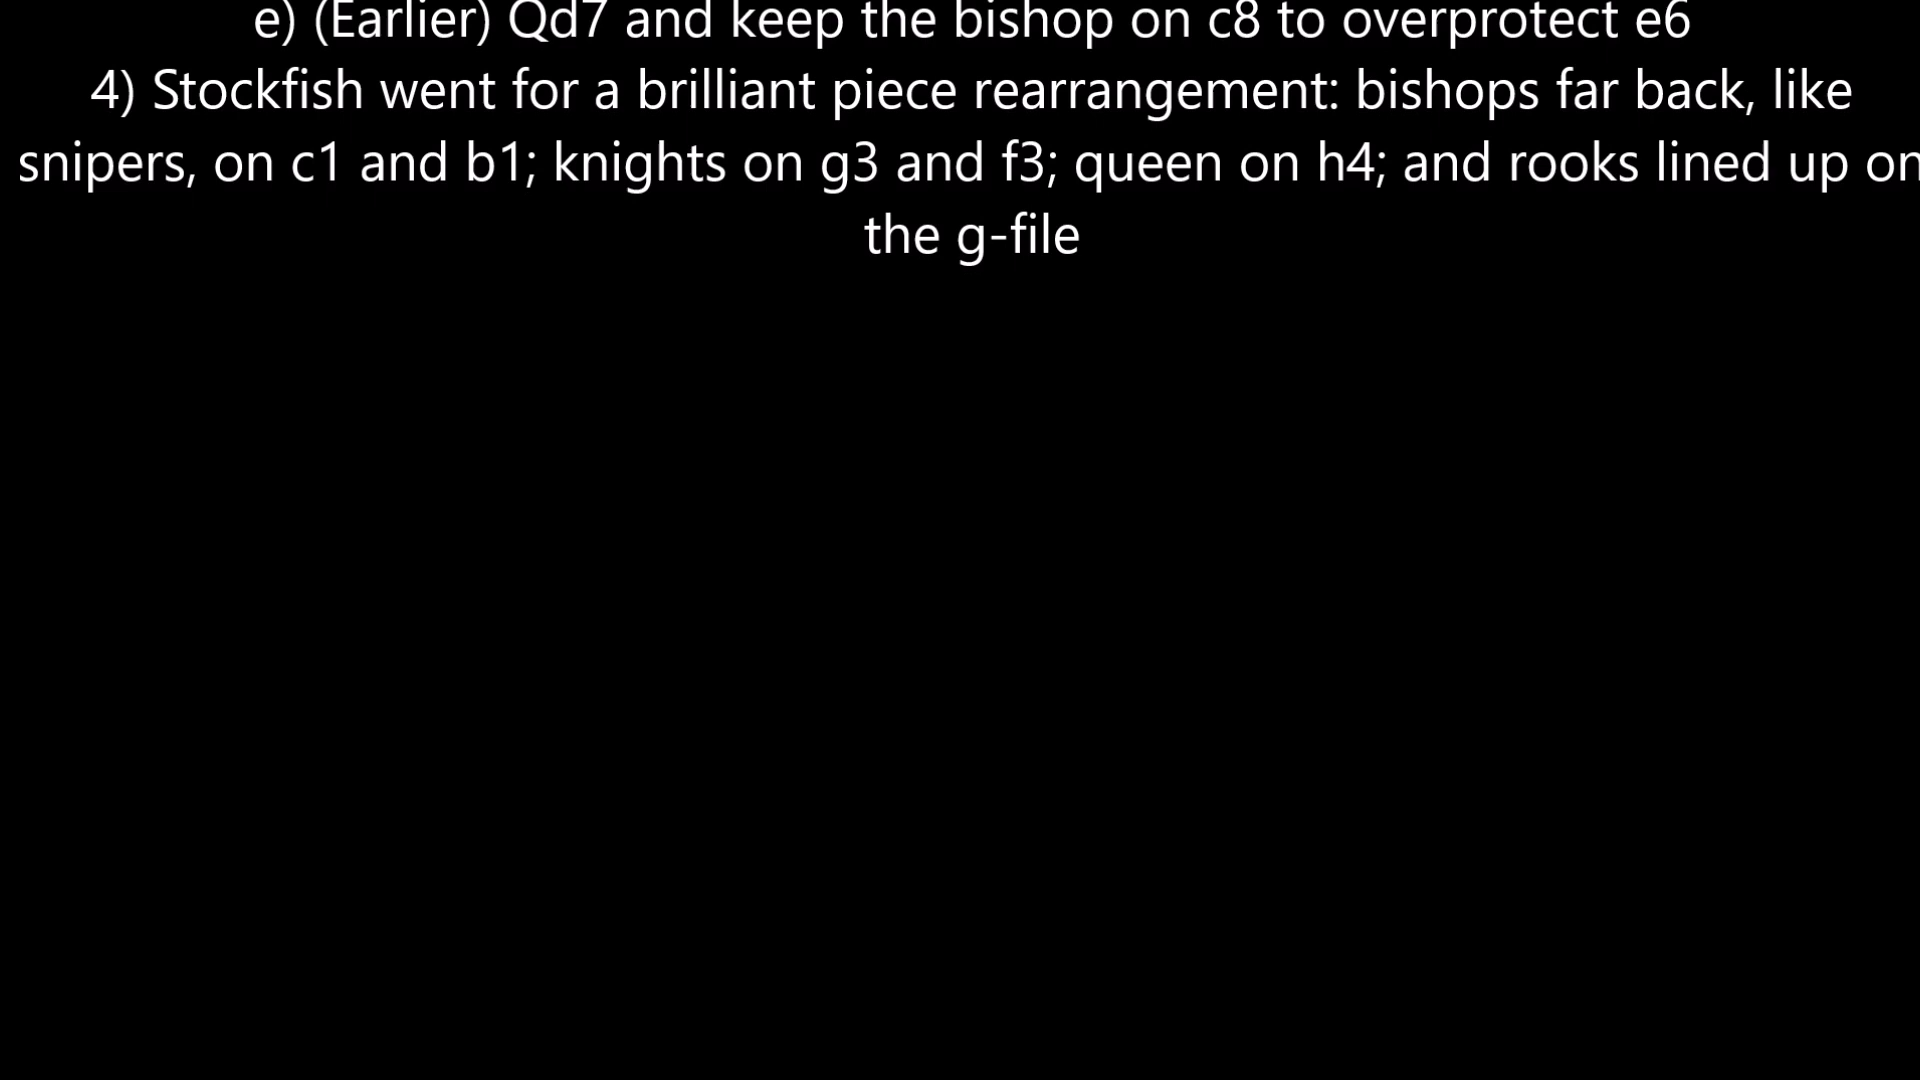 e) (Earlier) Qd7 and keep the bishop on c8 to overprotect e6
4) Stockfish went for a brilliant piece rearrangement: bishops far back, like
snipers, on c1 and b1; knights on g3 and f3; queen on h4; and rooks lined up on
the g-file